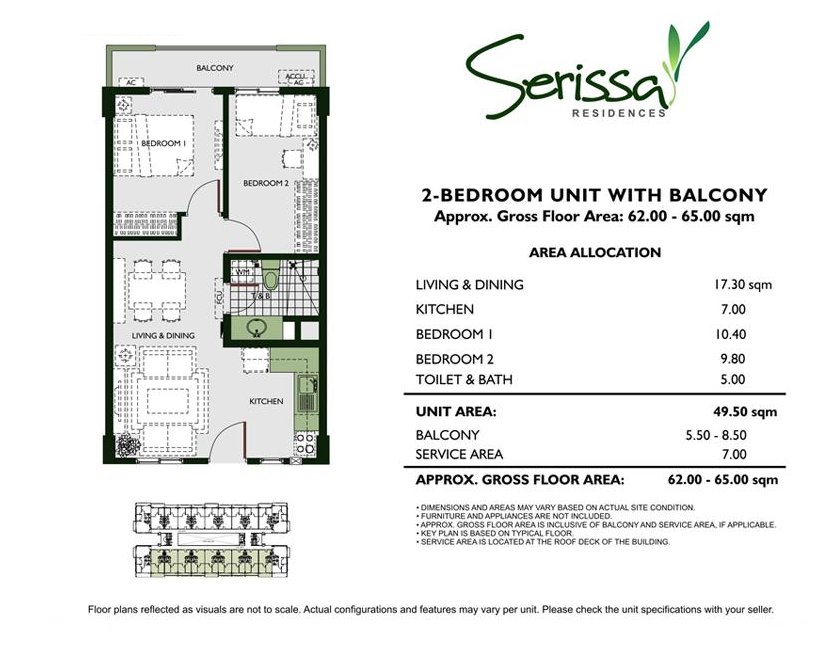 Serissa
RESIDENCES
BALCONY
AC
ACCU
AC
BEDROOM 1
BEDROOM 2
WM
T & B
FCU
LIVING & DINING
KITCHEN
2-BEDROOM UNIT WITH BALCONY
Approx. Gross Floor Area: 62.00 - 65.00 sqm
AREA ALLOCATION
LIVING & DINING 17.30 sqm
KITCHEN 7.00
BEDROOM 1 10.40
BEDROOM 2 9.80
TOILET & BATH 5.00
UNIT AREA: 49.50 sqm
BALCONY 5.50 - 8.50
SERVICE AREA 7.00
APPROX. GROSS FLOOR AREA: 62.00 - 65.00 sqm
• DIMENSIONS AND AREAS MAY VARY BASED ON ACTUAL SITE CONDITION.
• FURNITURE AND APPLIANCES ARE NOT INCLUDED.
• APPROX. GROSS FLOOR AREA IS INCLUSIVE OF BALCONY AND SERVICE AREA, IF APPLICABLE.
• KEY PLAN IS BASED ON TYPICAL FLOOR.
• SERVICE AREA IS LOCATED AT THE ROOF DECK OF THE BUILDING.
Floor plans reflected as visuals are not to scale. Actual configurations and features may vary per unit. Please check the unit specifications with your seller.